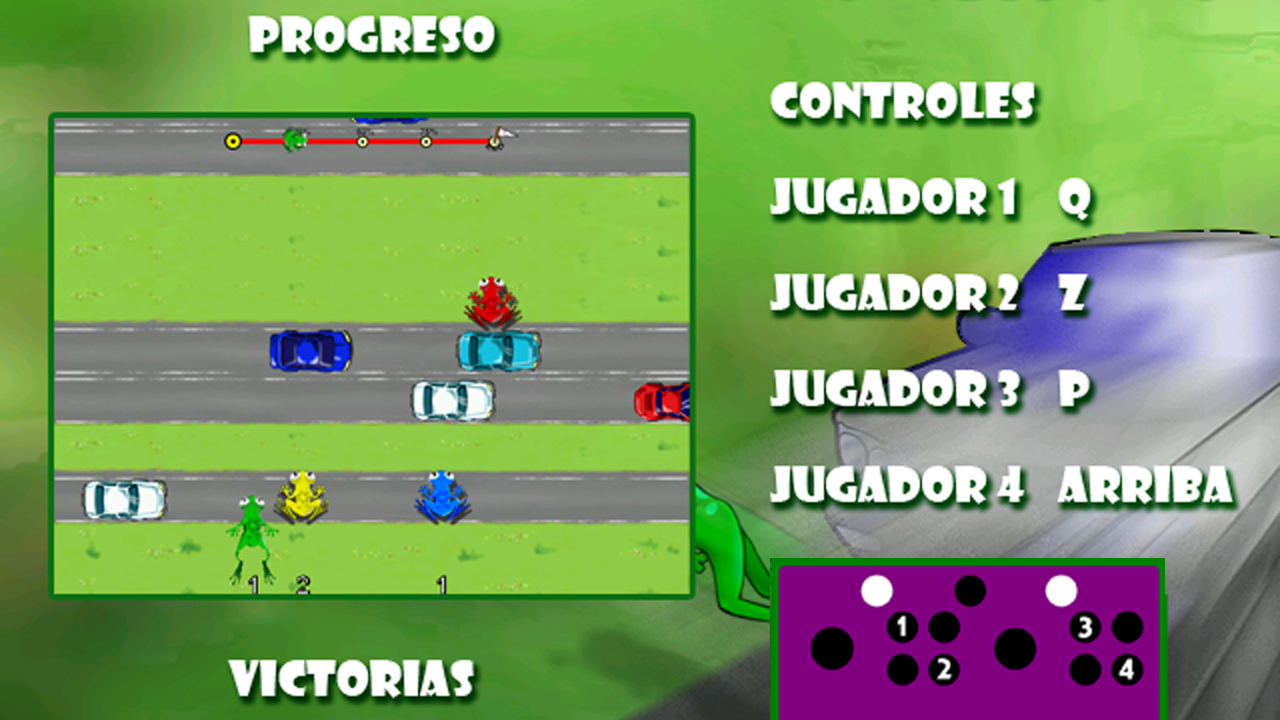 PROGRESO
CONTROLES
JUGADOR 1 Q
JUGADOR 2 Z
JUGADOR 3 P
JUGADOR 4 ARRIBA
1 2 1
VICTORIAS
1 3
2 4